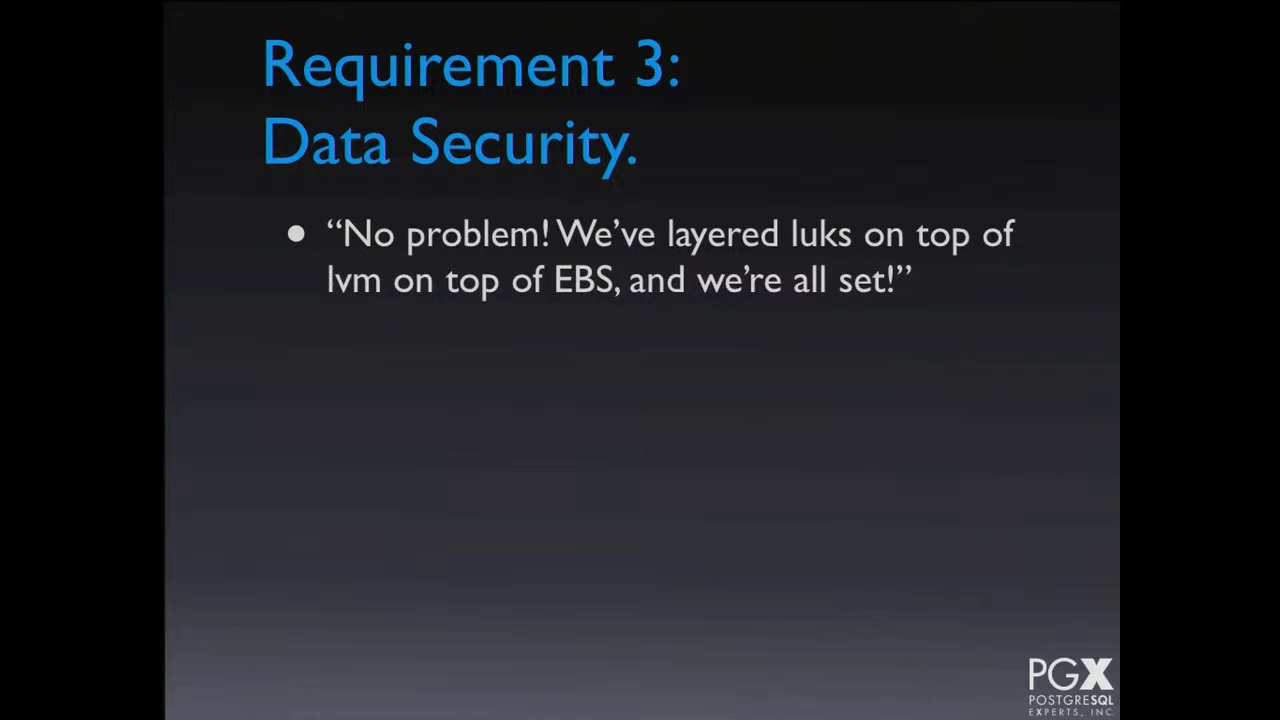 Requirement 3:
Data Security.
• “No problem! We’ve layered luks on top of
lvm on top of EBS, and we’re all set!”
PGX
POSTGRESQL
EXPERTS, INC.